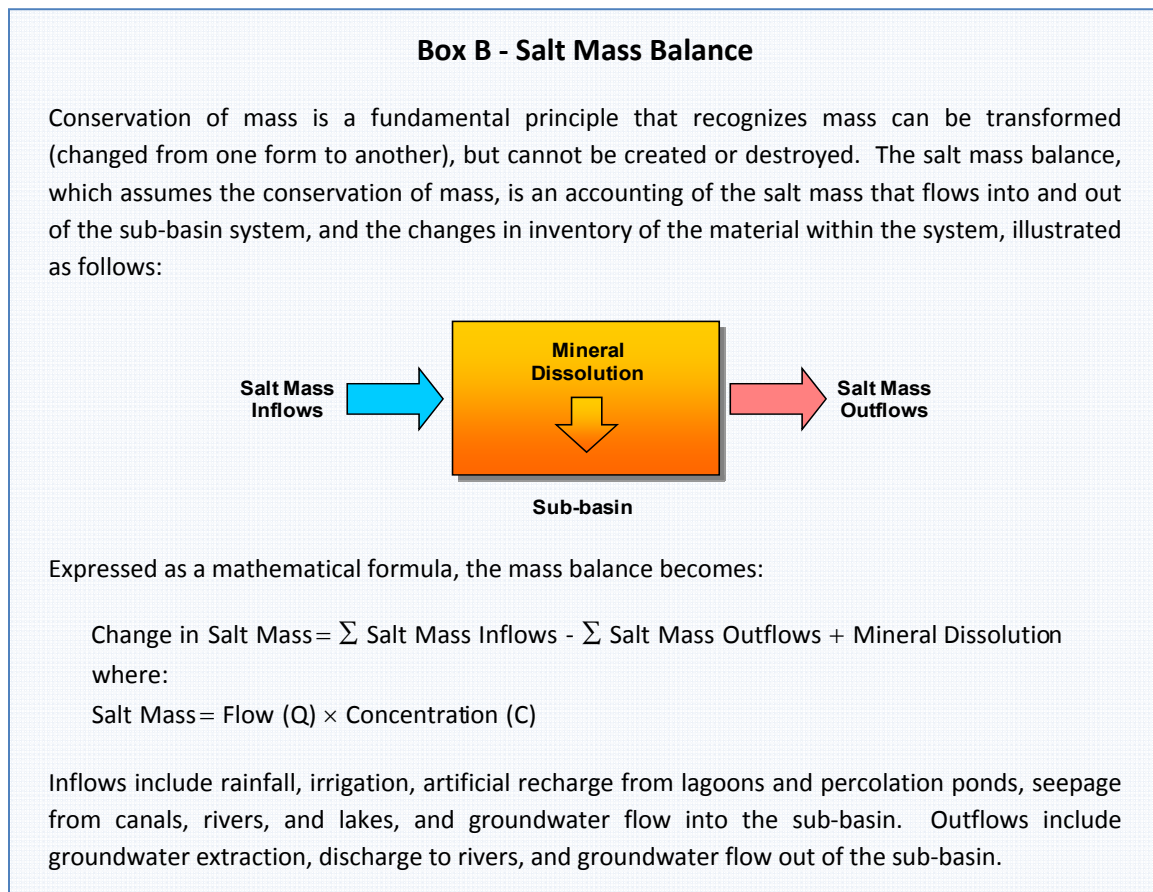 Box B - Salt Mass Balance
Conservation of mass is a fundamental principle that recognizes mass can be transformed
(changed from one form to another), but cannot be created or destroyed. The salt mass balance,
which assumes the conservation of mass, is an accounting of the salt mass that flows into and out
of the sub-basin system, and the changes in inventory of the material within the system, illustrated
as follows:
Salt Mass
Inflows
Mineral
Dissolution
Salt Mass
Outflows
Sub-basin
Expressed as a mathematical formula, the mass balance becomes:
Change in Salt Mass = ∑ Salt Mass Inflows - ∑ Salt Mass Outflows + Mineral Dissolution
where:
Salt Mass = Flow (Q) × Concentration (C)
Inflows include rainfall, irrigation, artificial recharge from lagoons and percolation ponds, seepage
from canals, rivers, and lakes, and groundwater flow into the sub-basin. Outflows include
groundwater extraction, discharge to rivers, and groundwater flow out of the sub-basin.